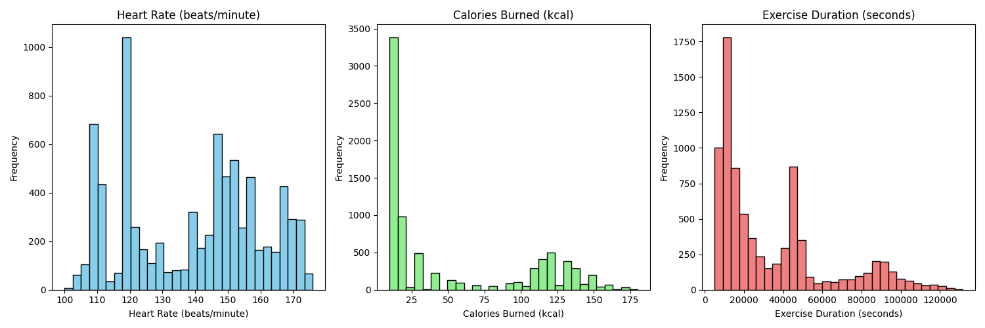 Heart Rate (beats/minute)
Frequency
1000
800
600
400
200
0
100 110 120 130 140 150 160 170
Heart Rate (beats/minute)
Calories Burned (kcal)
Frequency
3500
3000
2500
2000
1500
1000
500
0
25 50 75 100 125 150 175
Calories Burned (kcal)
Exercise Duration (seconds)
Frequency
1750
1500
1250
1000
750
500
250
0
0 20000 40000 60000 80000 100000 120000
Exercise Duration (seconds)